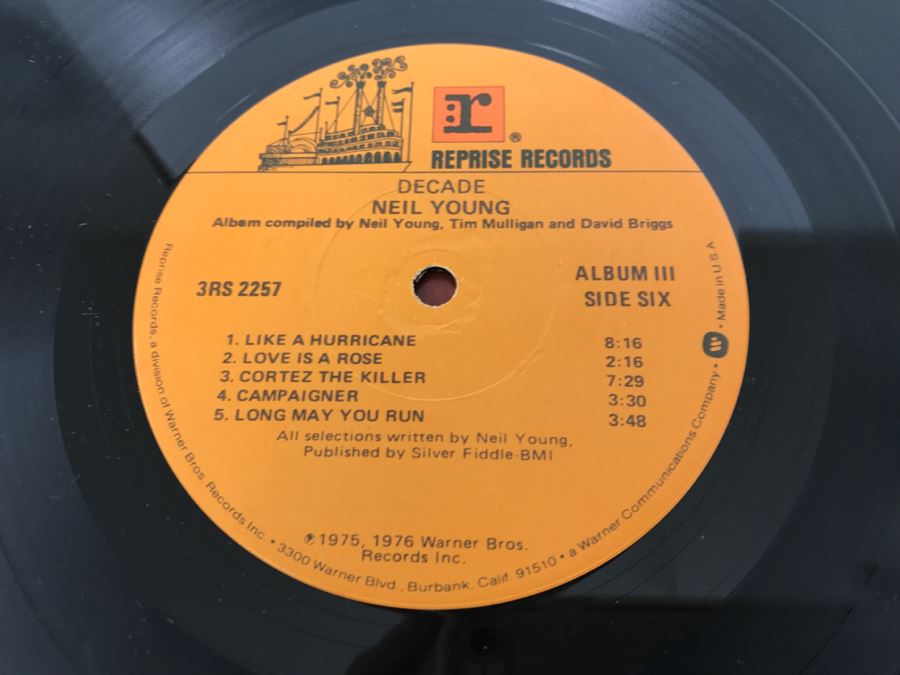 r
®
REPRISE RECORDS
DECADE
NEIL YOUNG
Album compiled by Neil Young, Tim Mulligan and David Briggs
3RS 2257
ALBUM III
SIDE SIX
1. LIKE A HURRICANE 8:16
2. LOVE IS A ROSE 2:16
3. CORTEZ THE KILLER 7:29
4. CAMPAIGNER 3:30
5. LONG MAY YOU RUN 3:48
All selections written by Neil Young,
Published by Silver Fiddle-BMI
℗1975, 1976 Warner Bros.
Records Inc.
Reprise Records, a division of Warner Bros. Records Inc. • 3300 Warner Blvd., Burbank, Calif. 91510 • a Warner Communications Company • W • Made in U.S.A.